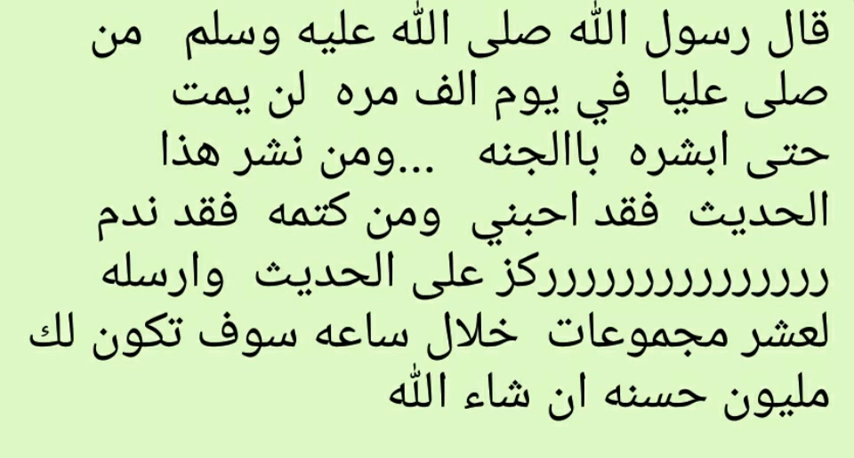 قال رسول الله صلى الله عليه وسلم من
صلى عليا في يوم الف مره لن يمت
حتى ابشره باالجنه ...ومن نشر هذا
الحديث فقد احبني ومن كتمه فقد ندم
رررررررررررررررركز على الحديث وارسله
لعشر مجموعات خلال ساعه سوف تكون لك
مليون حسنه ان شاء الله